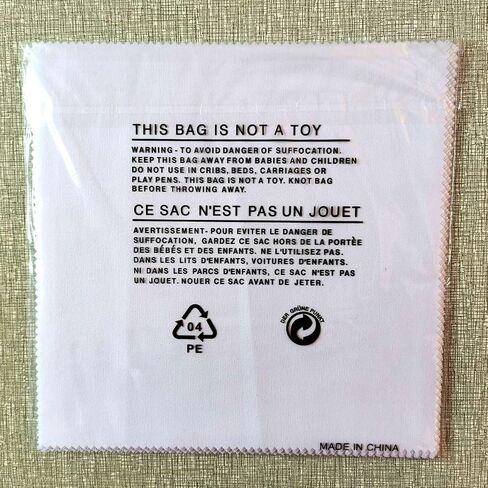 THIS BAG IS NOT A TOY
WARNING - TO AVOID DANGER OF SUFFOCATION.
KEEP THIS BAG AWAY FROM BABIES AND CHILDREN
DO NOT USE IN CRIBS, BEDS, CARRIAGES OR
PLAY PENS. THIS BAG IS NOT A TOY. KNOT BAG
BEFORE THROWING AWAY.
CE SAC N'EST PAS UN JOUET
AVERTISSEMENT- POUR EVITER LE DANGER DE
SUFFOCATION, GARDEZ CE SAC HORS DE LA PORTÈE
DES BÉBÉS ET DES ENFANTS. NE L'UTILISEZ PAS.
DANS LES LITS D'ENFANTS, VOITURES D'ENFANTS.
NI DANS LES PARCS D'ENFANTS, CE SAC N'EST PAS
UN JOUET. NOUER CE SAC AVANT DE JETER.
04
PE
DER GRÜNE PUNKT
MADE IN CHINA